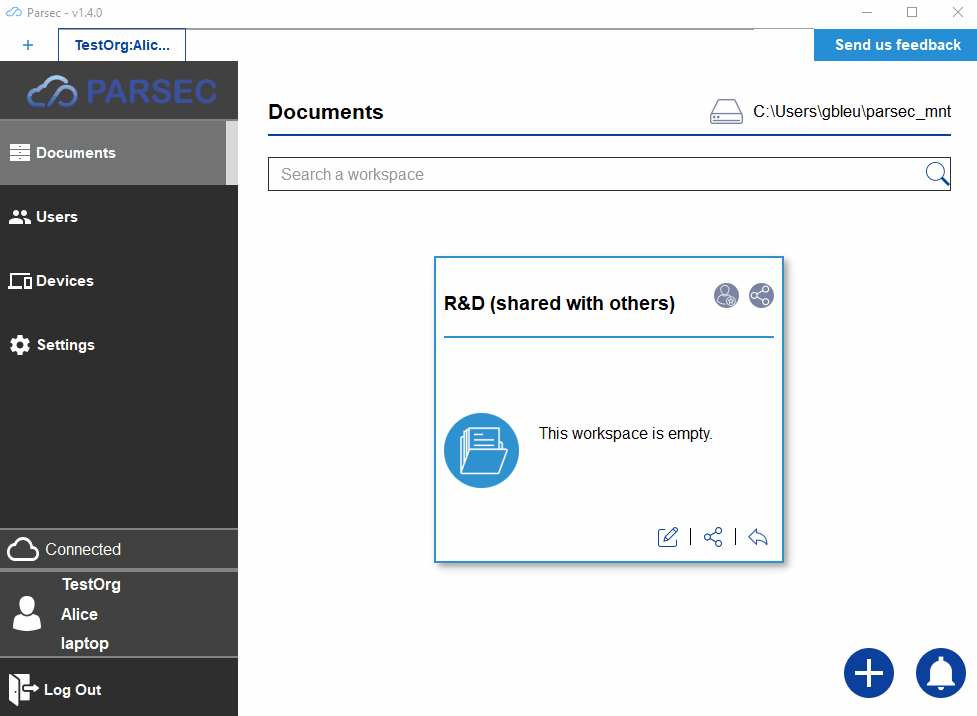 Parsec - v1.4.0
+ TestOrg:Alic... Send us feedback
PARSEC
Documents
Users
Devices
Settings
Connected
TestOrg
Alice
laptop
Log Out
Documents C:\Users\gbleu\parsec_mnt
Search a workspace
R&D (shared with others)
This workspace is empty.